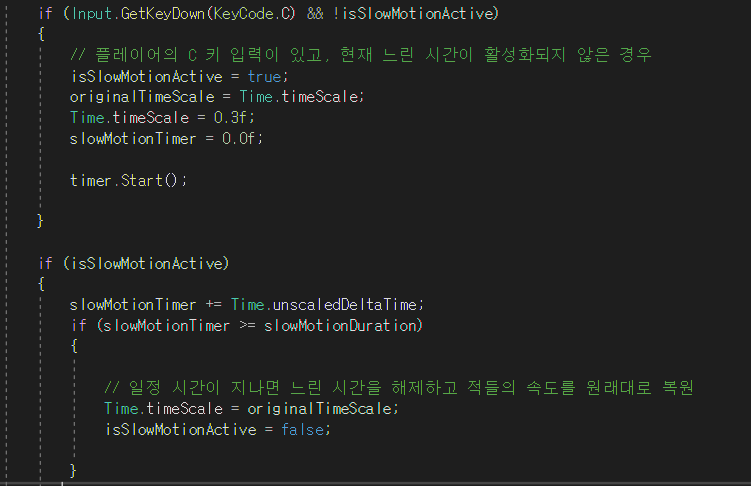 if (Input.GetKeyDown(KeyCode.C) && !isSlowMotionActive)
{
// 플레이어의 C 키 입력이 있고, 현재 느린 시간이 활성화되지 않은 경우
isSlowMotionActive = true;
originalTimeScale = Time.timeScale;
Time.timeScale = 0.3f;
slowMotionTimer = 0.0f;
timer.Start();
}
if (isSlowMotionActive)
{
slowMotionTimer += Time.unscaledDeltaTime;
if (slowMotionTimer >= slowMotionDuration)
{
// 일정 시간이 지나면 느린 시간을 해제하고 적들의 속도를 원래대로 복원
Time.timeScale = originalTimeScale;
isSlowMotionActive = false;
}